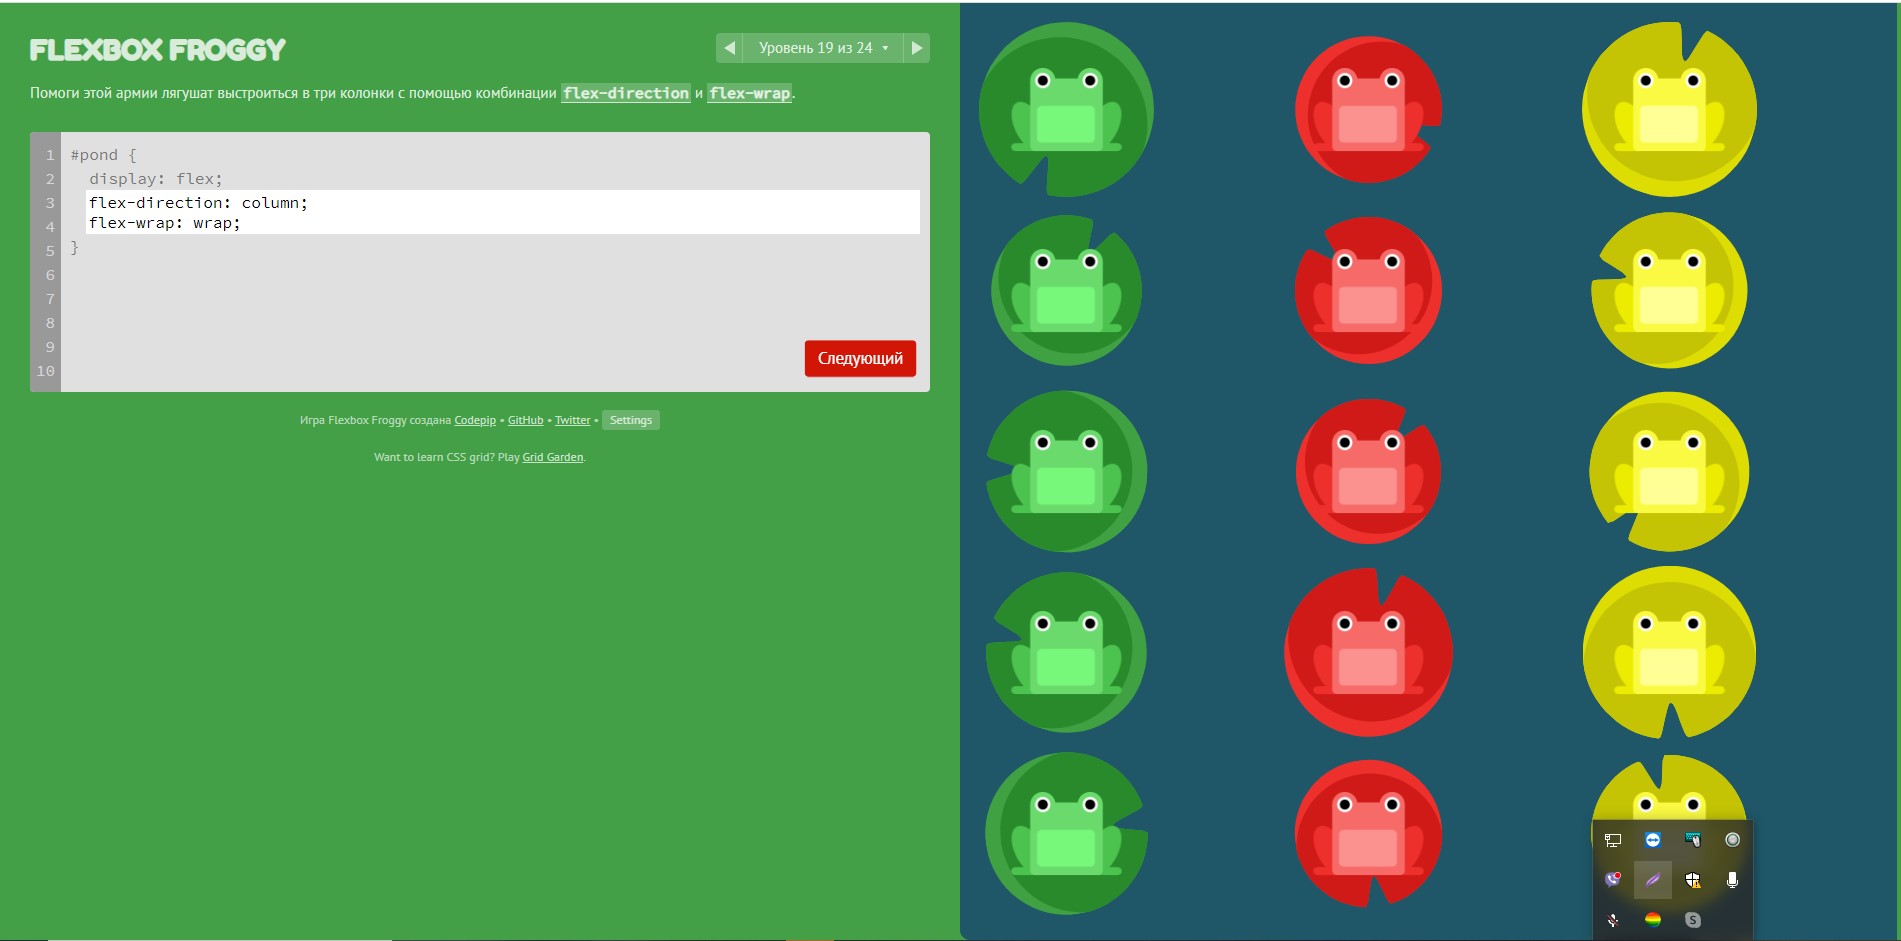 FLEXBOX FROGGY
Уровень 19 из 24
Помоги этой армии лягушат выстроиться в три колонки с помощью комбинации flex-direction и flex-wrap.
1 #pond {
2 display: flex;
3 flex-direction: column;
4 flex-wrap: wrap;
5 }
6
7
8
9
10
Следующий
Игра Flexbox Froggy создана Codepip • GitHub • Twitter • Settings
Want to learn CSS grid? Play Grid Garden.
S